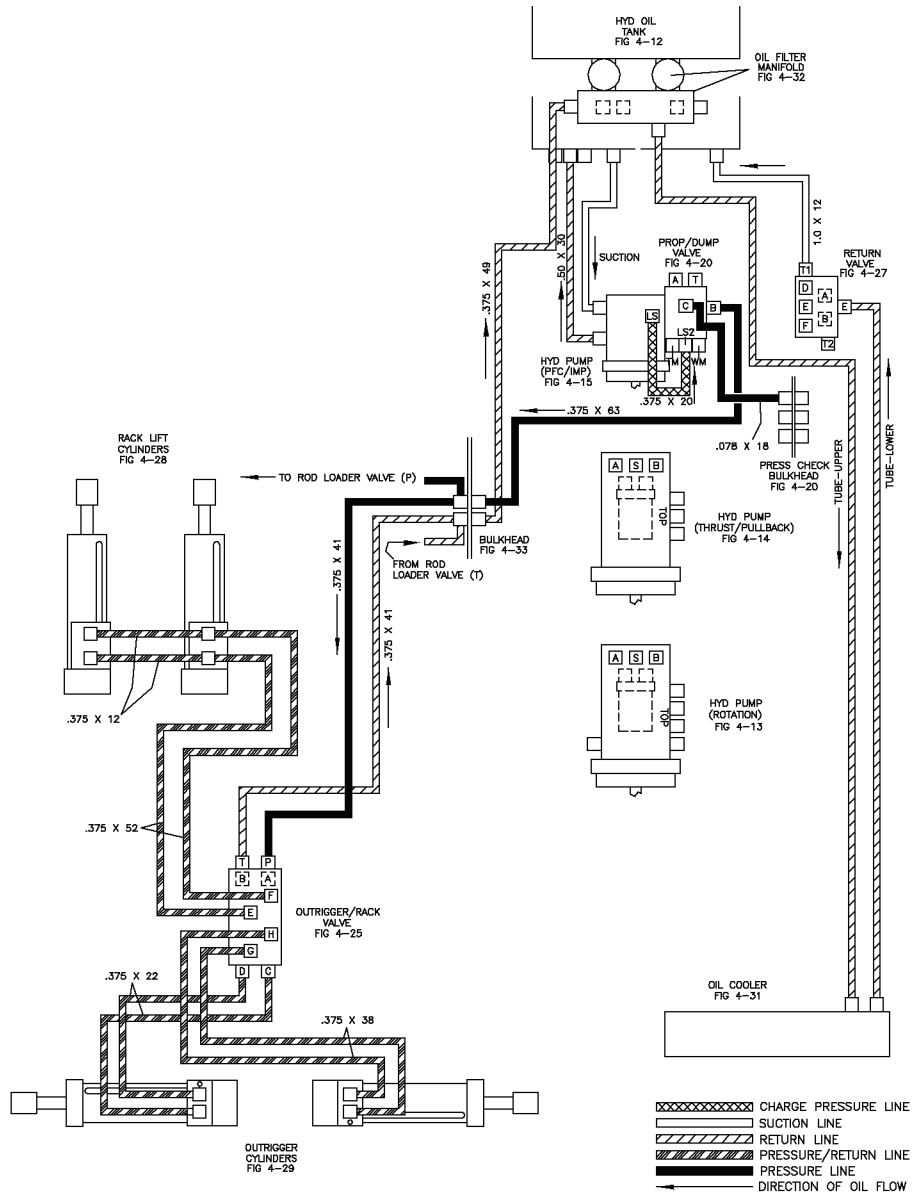 HYD OIL
TANK
FIG 4-12
OIL FILTER
MANIFOLD
FIG 4-32
1.0 X 12
PROP/DUMP
VALVE
FIG 4-20
RETURN
VALVE
FIG 4-27
SUCTION
.50 X 30
.375 X 49
A
T
T1
D
A
E
E
B
F
T2
C
B
LS
LS2
TM
WM
HYD PUMP
(PFC/IMP)
FIG 4-15
.375 X 20
.375 X 63
.078 X 18
PRESS CHECK
BULKHEAD
FIG 4-20
TUBE-UPPER
TUBE-LOWER
RACK LIFT
CYLINDERS
FIG 4-28
TO ROD LOADER VALVE (P)
BULKHEAD
FIG 4-33
FROM ROD
LOADER VALVE (T)
A
S
B
TOP
HYD PUMP
(THRUST/PULLBACK)
FIG 4-14
.375 X 41
.375 X 41
A
S
B
TOP
HYD PUMP
(ROTATION)
FIG 4-13
.375 X 12
.375 X 52
T
P
B
A
F
E
H
G
D
C
OUTRIGGER/RACK
VALVE
FIG 4-25
.375 X 22
.375 X 38
OIL COOLER
FIG 4-31
OUTRIGGER
CYLINDERS
FIG 4-29
CHARGE PRESSURE LINE
SUCTION LINE
RETURN LINE
PRESSURE/RETURN LINE
PRESSURE LINE
DIRECTION OF OIL FLOW